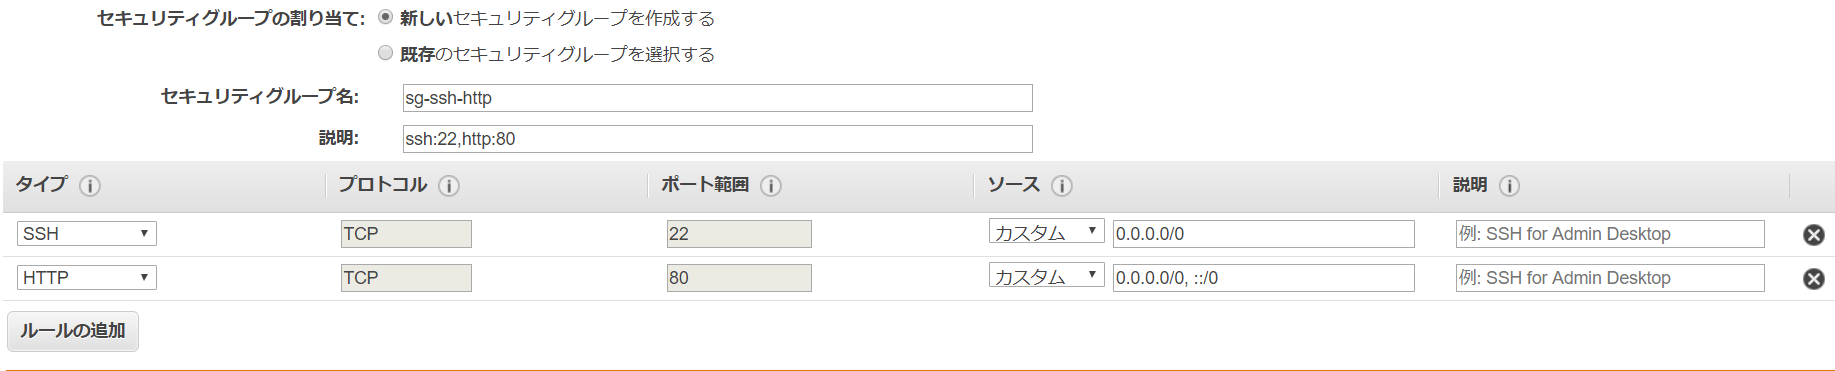 セキュリティグループの割り当て: 新しいセキュリティグループを作成する
既存のセキュリティグループを選択する
セキュリティグループ名: sg-ssh-http
説明: ssh:22,http:80
タイプ プロトコル ポート範囲 ソース 説明
SSH TCP 22 カスタム 0.0.0.0/0 例: SSH for Admin Desktop
HTTP TCP 80 カスタム 0.0.0.0/0, ::/0 例: SSH for Admin Desktop
ルールの追加